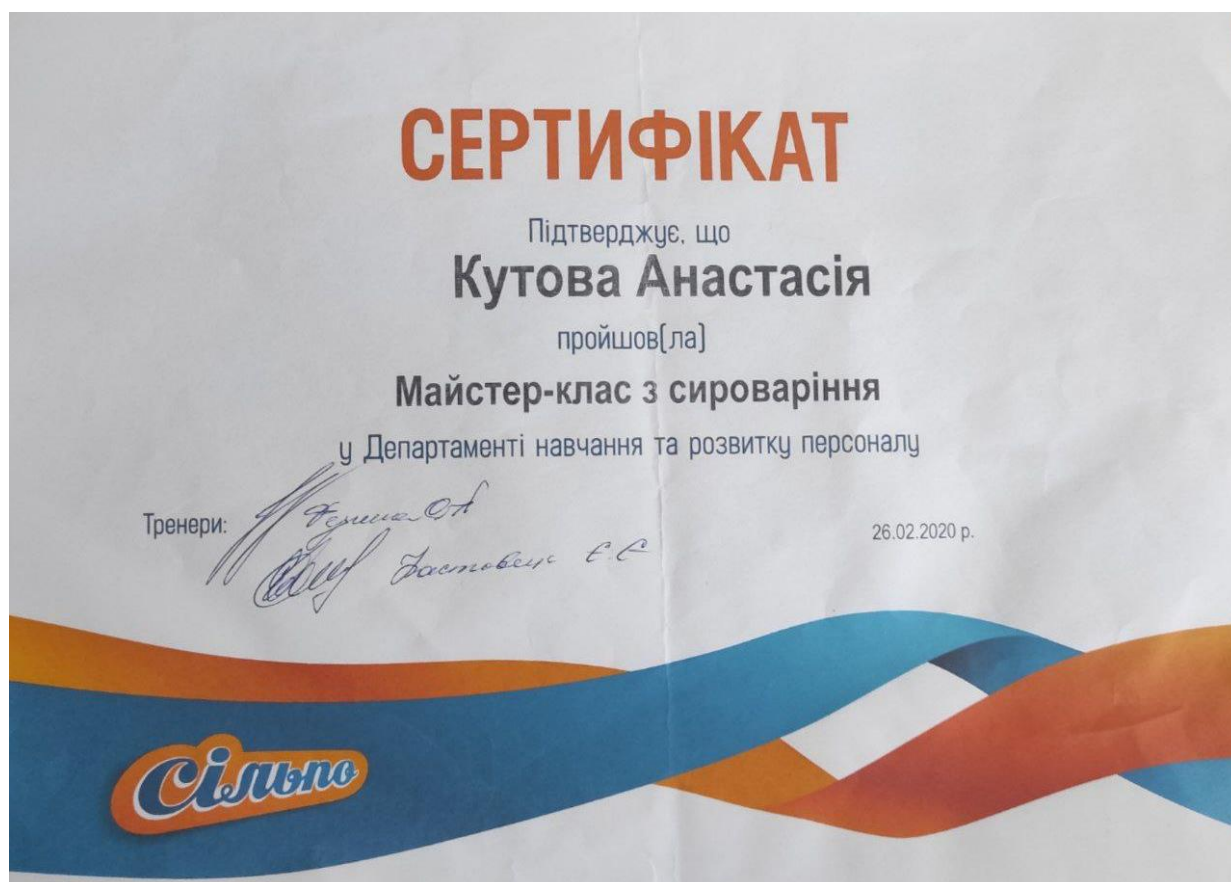 СЕРТИФІКАТ
Підтверджує, що
Кутова Анастасія
пройшов(ла)
Майстер-клас з сироваріння
у Департаменті навчання та розвитку персоналу
Тренери:
26.02.2020 р.
Є.Є
Сільпо